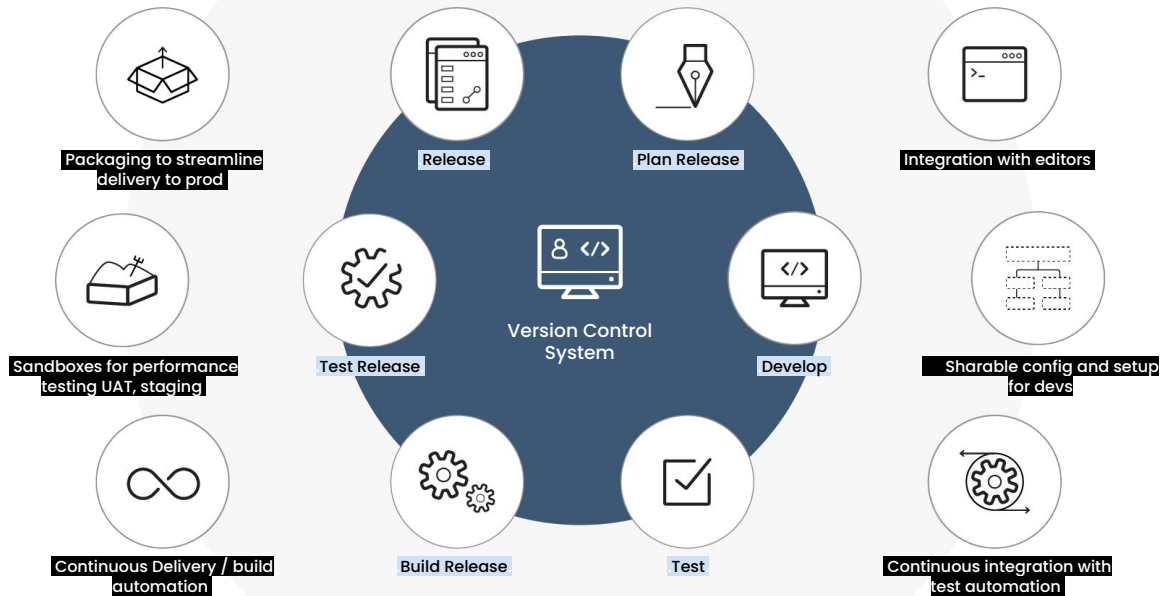 Packaging to streamline
delivery to prod
Release
Plan Release
Integration with editors
Version Control
System
Sandboxes for performance
testing UAT, staging
Test Release
Develop
Sharable config and setup
for devs
Continuous Delivery / build
automation
Build Release
Test
Continuous integration with
test automation